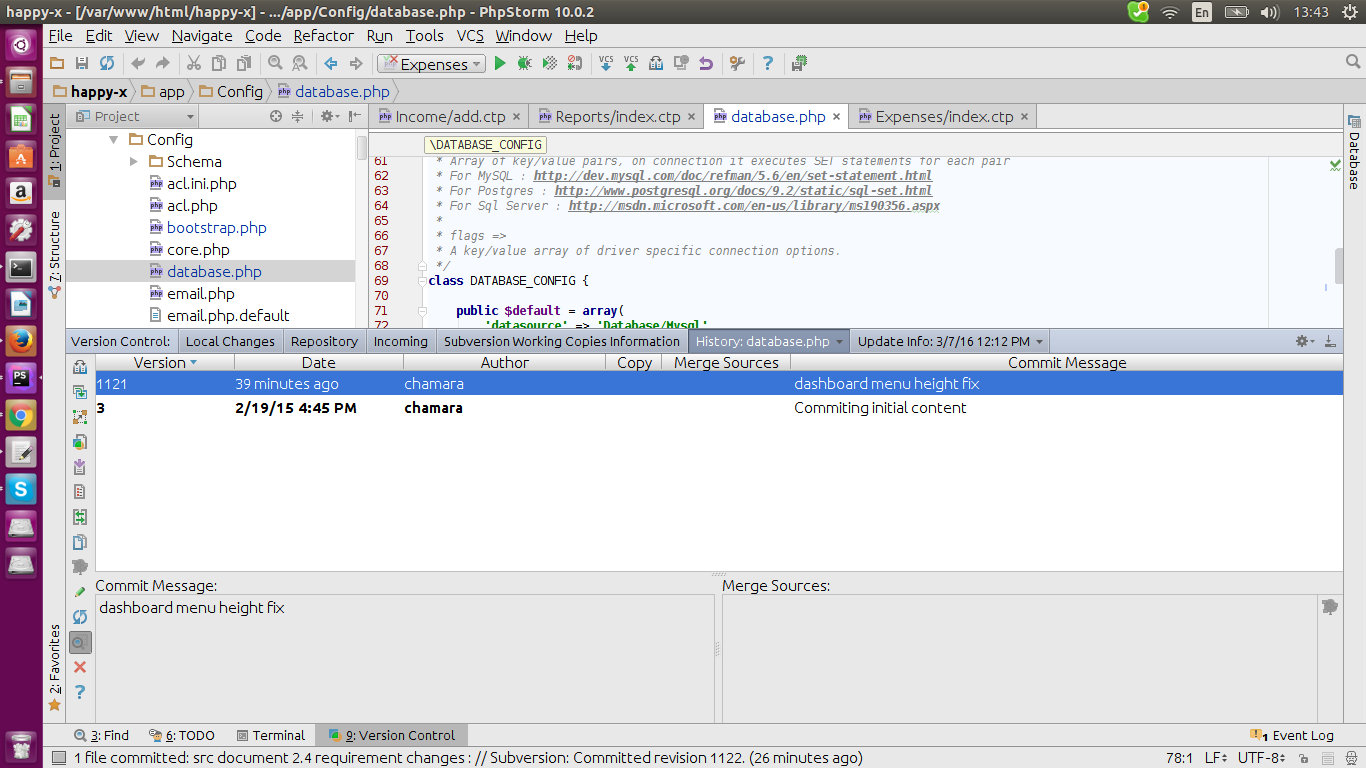 happy-x - [/var/www/html/happy-x] - .../app/Config/database.php - PhpStorm 10.0.2
En
13:43
File Edit View Navigate Code Refactor Run Tools VCS Window Help
Expenses
VCS VCS
happy-x app Config database.php
Project
Income/add.ctp
Reports/index.ctp
database.php
Expenses/index.ctp
1: Project
7: Structure
2: Favorites
Database
Config
Schema
acl.ini.php
acl.php
bootstrap.php
core.php
database.php
email.php
email.php.default
\DATABASE_CONFIG
61 * Array of key/value pairs, on connection it executes SET statements for each pair
62 * For MySQL : http://dev.mysql.com/doc/refman/5.6/en/set-statement.html
63 * For Postgres : http://www.postgresql.org/docs/9.2/static/sql-set.html
64 * For Sql Server : http://msdn.microsoft.com/en-us/library/ms190356.aspx
65 *
66 * flags =>
67 * A key/value array of driver specific connection options.
68 */
69 class DATABASE_CONFIG {
70
71 public $default = array(
72 'datasource' => 'Database/Mysql'
Version Control: Local Changes Repository Incoming Subversion Working Copies Information History: database.php Update Info: 3/7/16 12:12 PM
Version Date Author Copy Merge Sources Commit Message
1121 39 minutes ago chamara dashboard menu height fix
3 2/19/15 4:45 PM chamara Commiting initial content
Commit Message:
dashboard menu height fix
Merge Sources:
3: Find 6: TODO Terminal 9: Version Control 1 Event Log
1 file committed: src document 2.4 requirement changes : // Subversion: Committed revision 1122. (26 minutes ago) 78:1 LF UTF-8